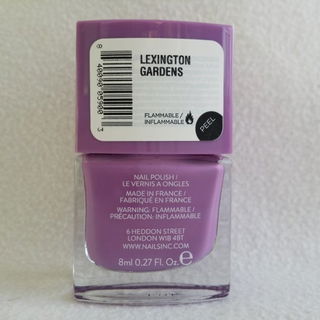 LEXINGTON
GARDENS
FLAMMABLE /
INFLAMMABLE
PEEL
NAIL POLISH /
LE VERNIS A ONGLES
MADE IN FRANCE /
FABRIQUÉ EN FRANCE
WARNING: FLAMMABLE /
PRÉCAUTION: INFLAMMABLE
6 HEDDON STREET
LONDON W1B 4BT
WWW.NAILSINC.COM
8ml 0.27 Fl. Oz. e